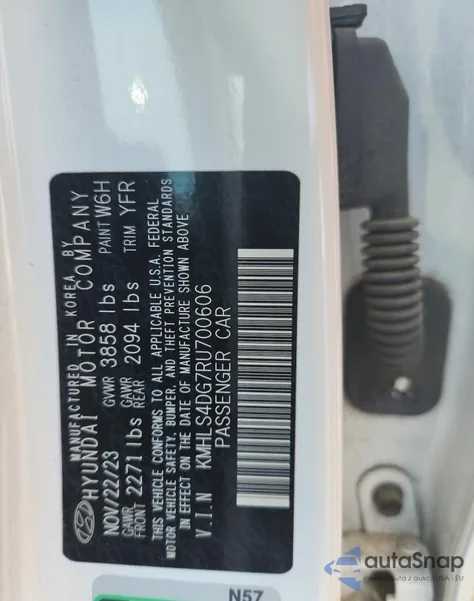 MANUFACTURED IN KOREA BY
HYUNDAI MOTOR COMPANY
NOV/22/23 GVWR 3858 lbs PAINT W6H
GAWR FRONT 2271 lbs GAWR REAR 2094 lbs TRIM YFR
THIS VEHICLE CONFORMS TO ALL APPLICABLE U.S.A. FEDERAL
MOTOR VEHICLE SAFETY, BUMPER, AND THEFT PREVENTION STANDARDS
IN EFFECT ON THE DATE OF MANUFACTURE SHOWN ABOVE
V.I.N KMHLS4DG7RU700606
PASSENGER CAR
N57
autoSnap